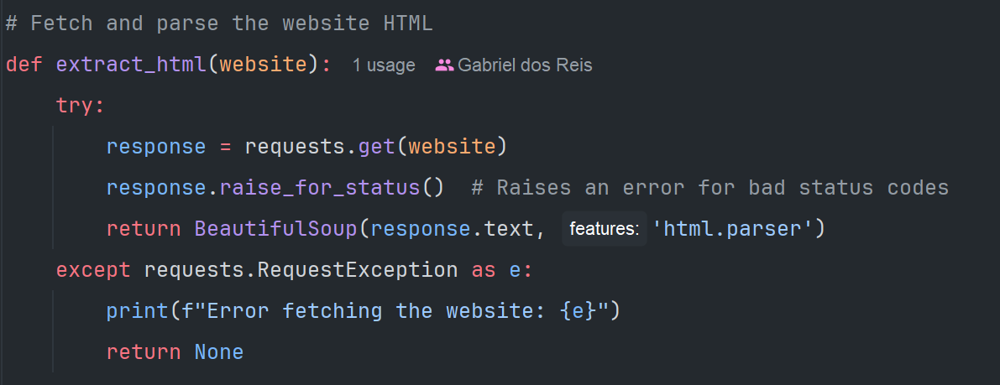 # Fetch and parse the website HTML
def extract_html(website): 1 usage Gabriel dos Reis
    try:
        response = requests.get(website)
        response.raise_for_status()  # Raises an error for bad status codes
        return BeautifulSoup(response.text, features: 'html.parser')
    except requests.RequestException as e:
        print(f"Error fetching the website: {e}")
        return None